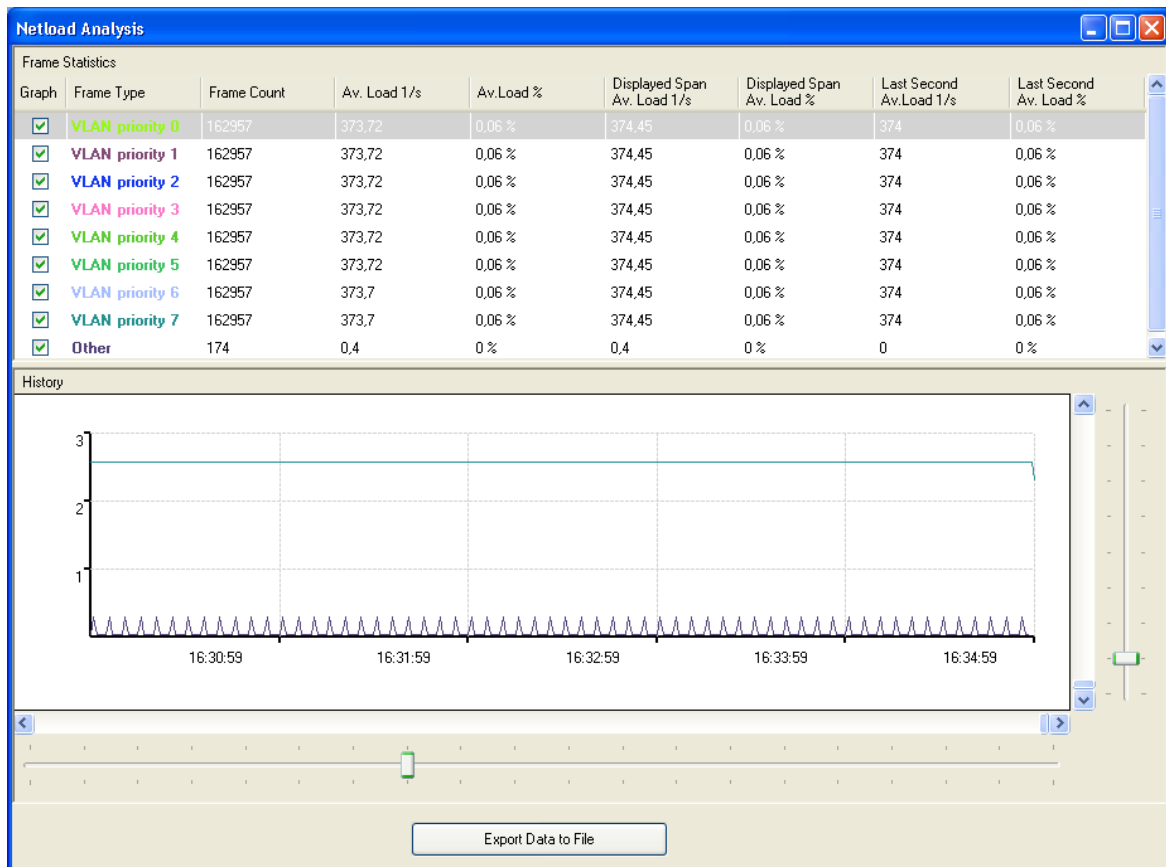 Netload Analysis
Frame Statistics
Graph Frame Type Frame Count Av. Load 1/s Av.Load % Displayed Span Av. Load 1/s Displayed Span Av. Load % Last Second Av.Load 1/s Last Second Av. Load %
VLAN priority 0 162957 373,72 0,06 % 374,45 0,06 % 374 0,06 %
VLAN priority 1 162957 373,72 0,06 % 374,45 0,06 % 374 0,06 %
VLAN priority 2 162957 373,72 0,06 % 374,45 0,06 % 374 0,06 %
VLAN priority 3 162957 373,72 0,06 % 374,45 0,06 % 374 0,06 %
VLAN priority 4 162957 373,72 0,06 % 374,45 0,06 % 374 0,06 %
VLAN priority 5 162957 373,72 0,06 % 374,45 0,06 % 374 0,06 %
VLAN priority 6 162957 373,7 0,06 % 374,45 0,06 % 374 0,06 %
VLAN priority 7 162957 373,7 0,06 % 374,45 0,06 % 374 0,06 %
Other 174 0,4 0 % 0,4 0 % 0 0 %
History
3
2
1
16:30:59 16:31:59 16:32:59 16:33:59 16:34:59
Export Data to File